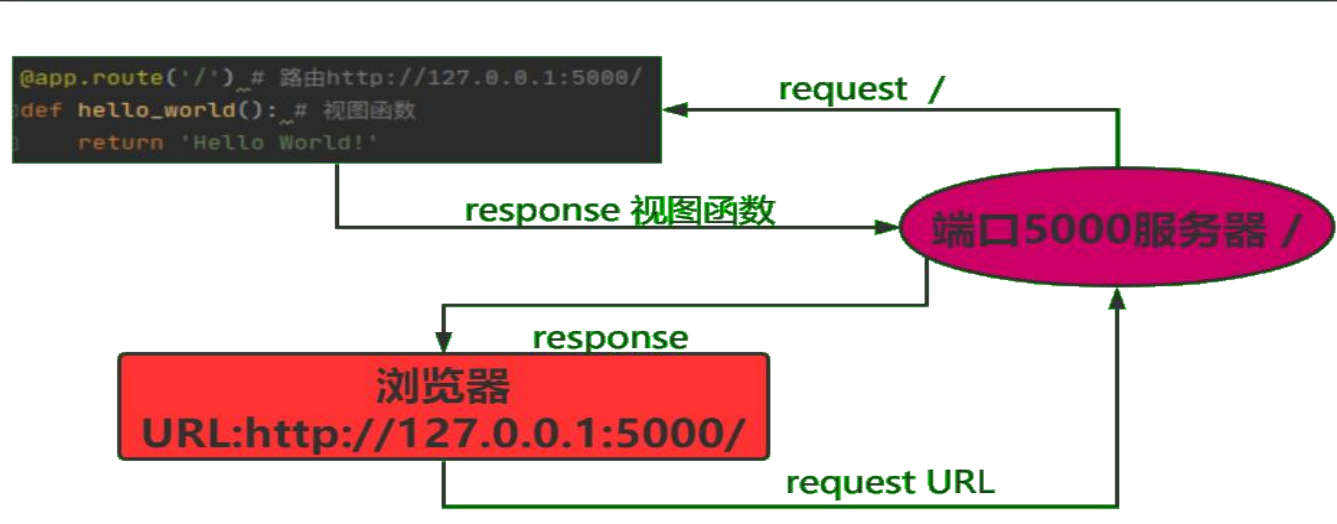 @app.route('/') # 路由http://127.0.0.1:5000/
def hello_world(): # 视图函数
return 'Hello World!'
request /
response 视图函数
端口5000服务器 /
response
浏览器
URL:http://127.0.0.1:5000/
request URL